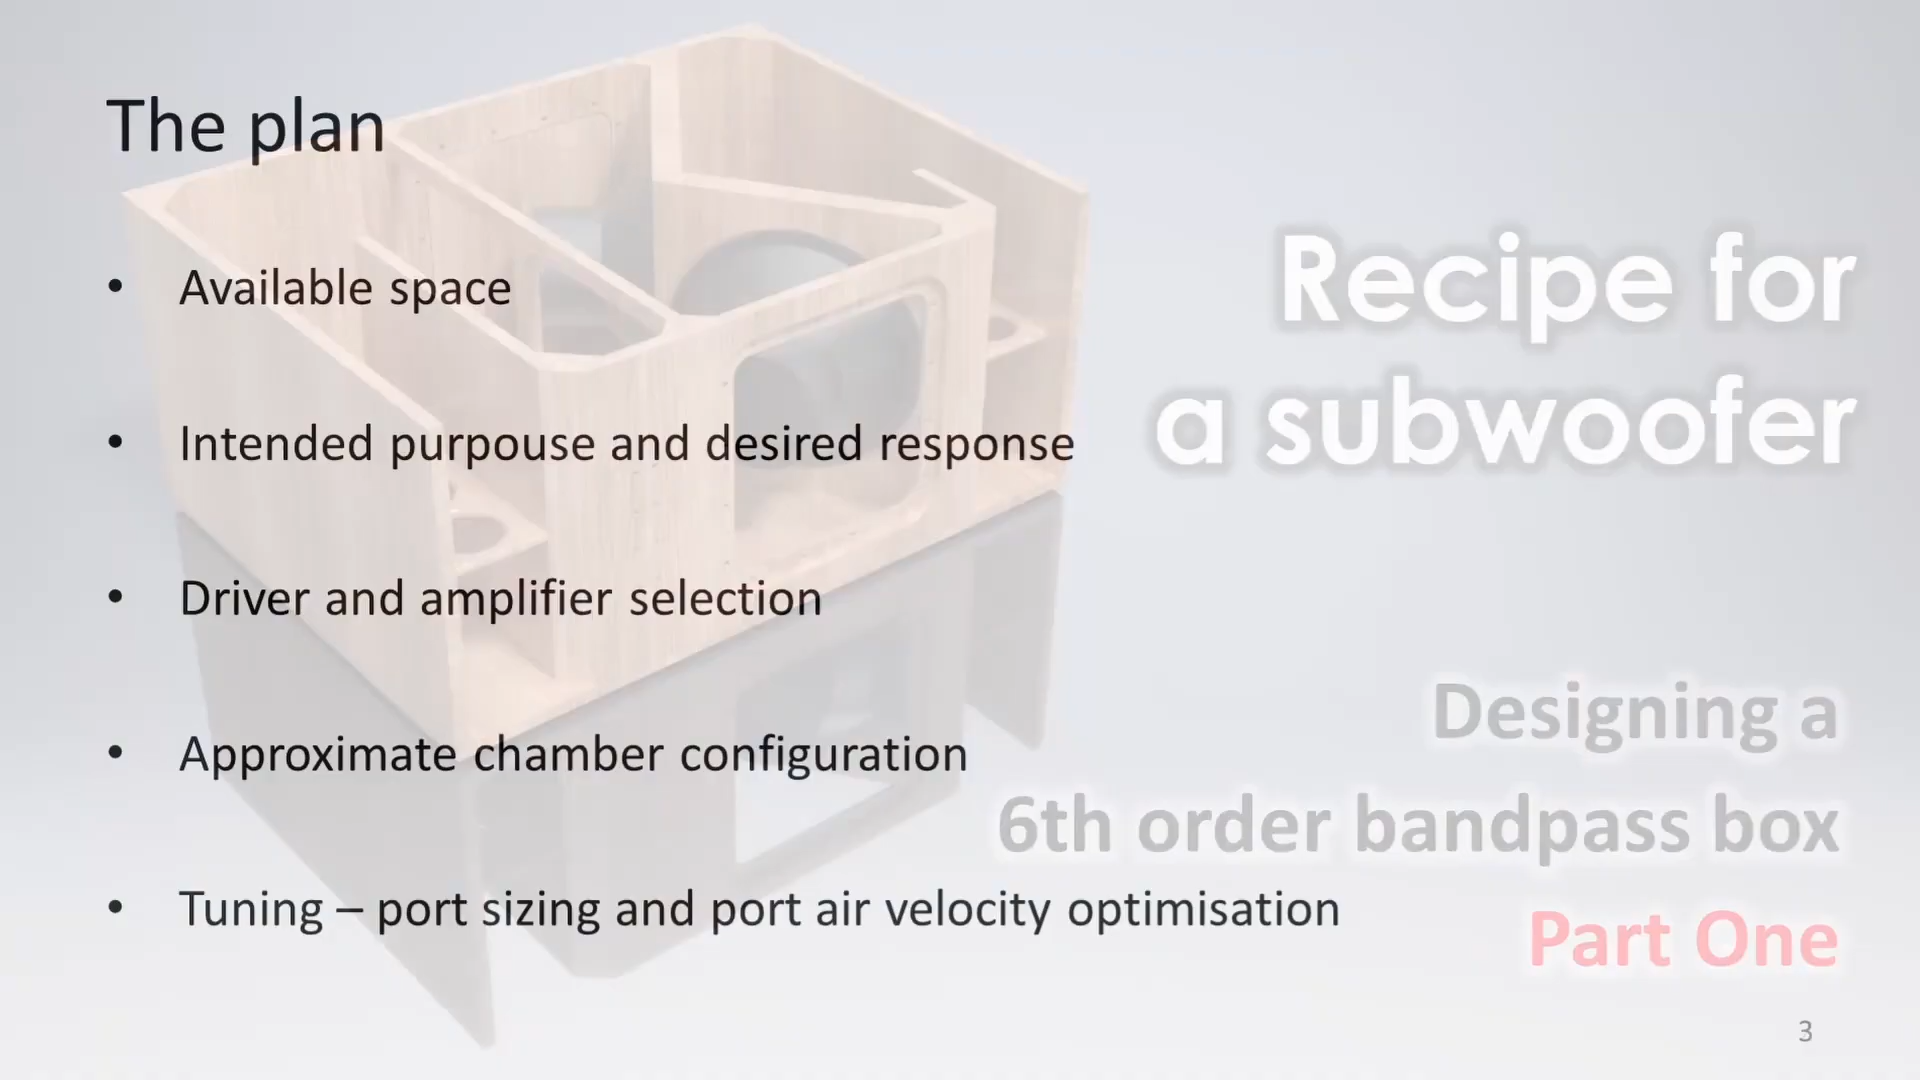 The plan
• Available space
• Intended purpouse and desired response
• Driver and amplifier selection
• Approximate chamber configuration
• Tuning – port sizing and port air velocity optimisation
Recipe for
a subwoofer
Designing a
6th order bandpass box
Part One
3